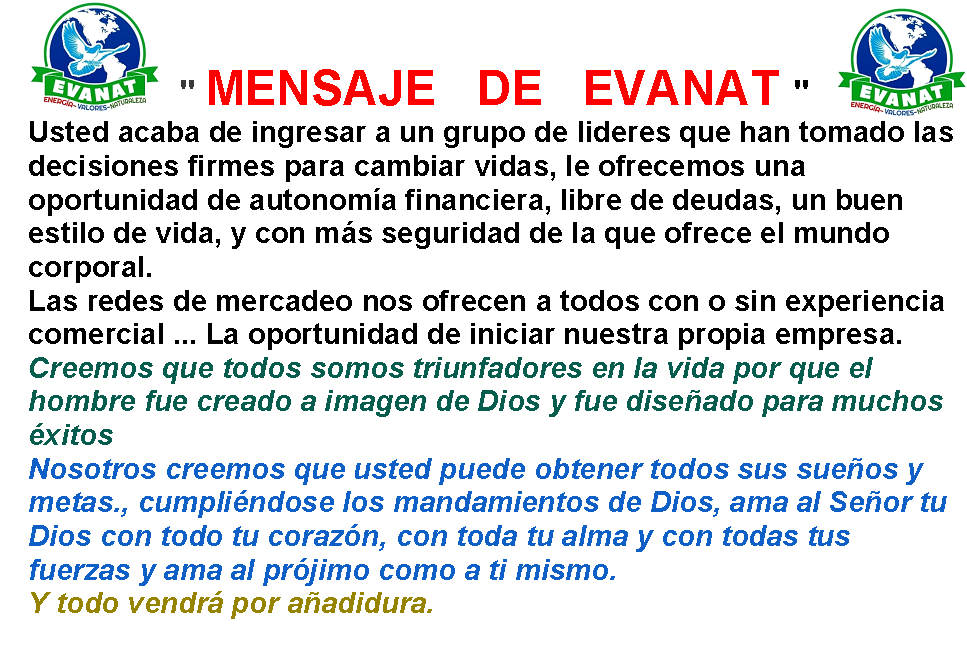 EVANAT
ENERGÍA-VALORES-NATURALEZA
EVANAT
ENERGÍA-VALORES-NATURALEZA
" MENSAJE DE EVANAT "
Usted acaba de ingresar a un grupo de lideres que han tomado las
decisiones firmes para cambiar vidas, le ofrecemos una
oportunidad de autonomía financiera, libre de deudas, un buen
estilo de vida, y con más seguridad de la que ofrece el mundo
corporal.
Las redes de mercadeo nos ofrecen a todos con o sin experiencia
comercial ... La oportunidad de iniciar nuestra propia empresa.
Creemos que todos somos triunfadores en la vida por que el
hombre fue creado a imagen de Dios y fue diseñado para muchos
éxitos
Nosotros creemos que usted puede obtener todos sus sueños y
metas., cumpliéndose los mandamientos de Dios, ama al Señor tu
Dios con todo tu corazón, con toda tu alma y con todas tus
fuerzas y ama al prójimo como a ti mismo.
Y todo vendrá por añadidura.